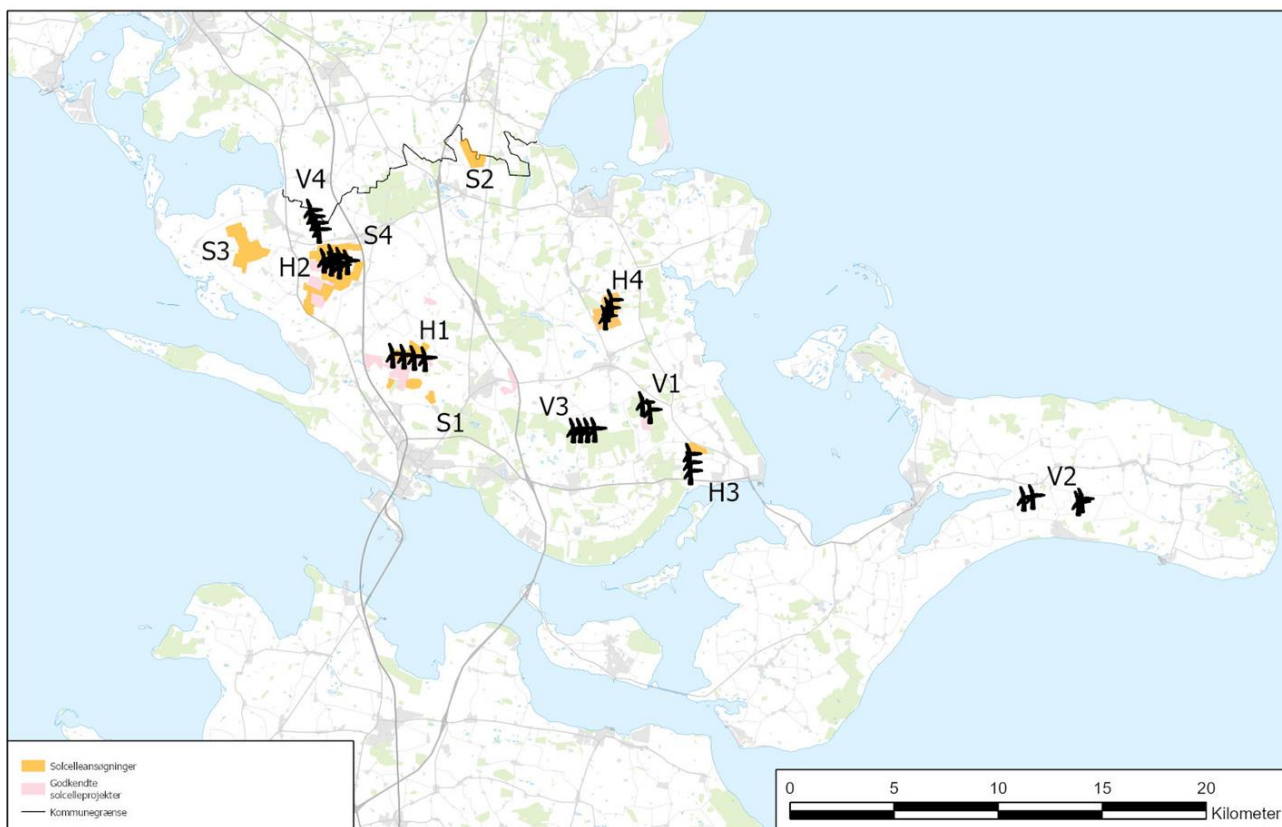 S2
V4
S4
S3
H2
H4
H1
V1
V3
S1
V2
H3
Solcelleansøgninger
Godkendte
solcelleprojekter
Kommunegrænse
0 5 10 15 20
Kilometer